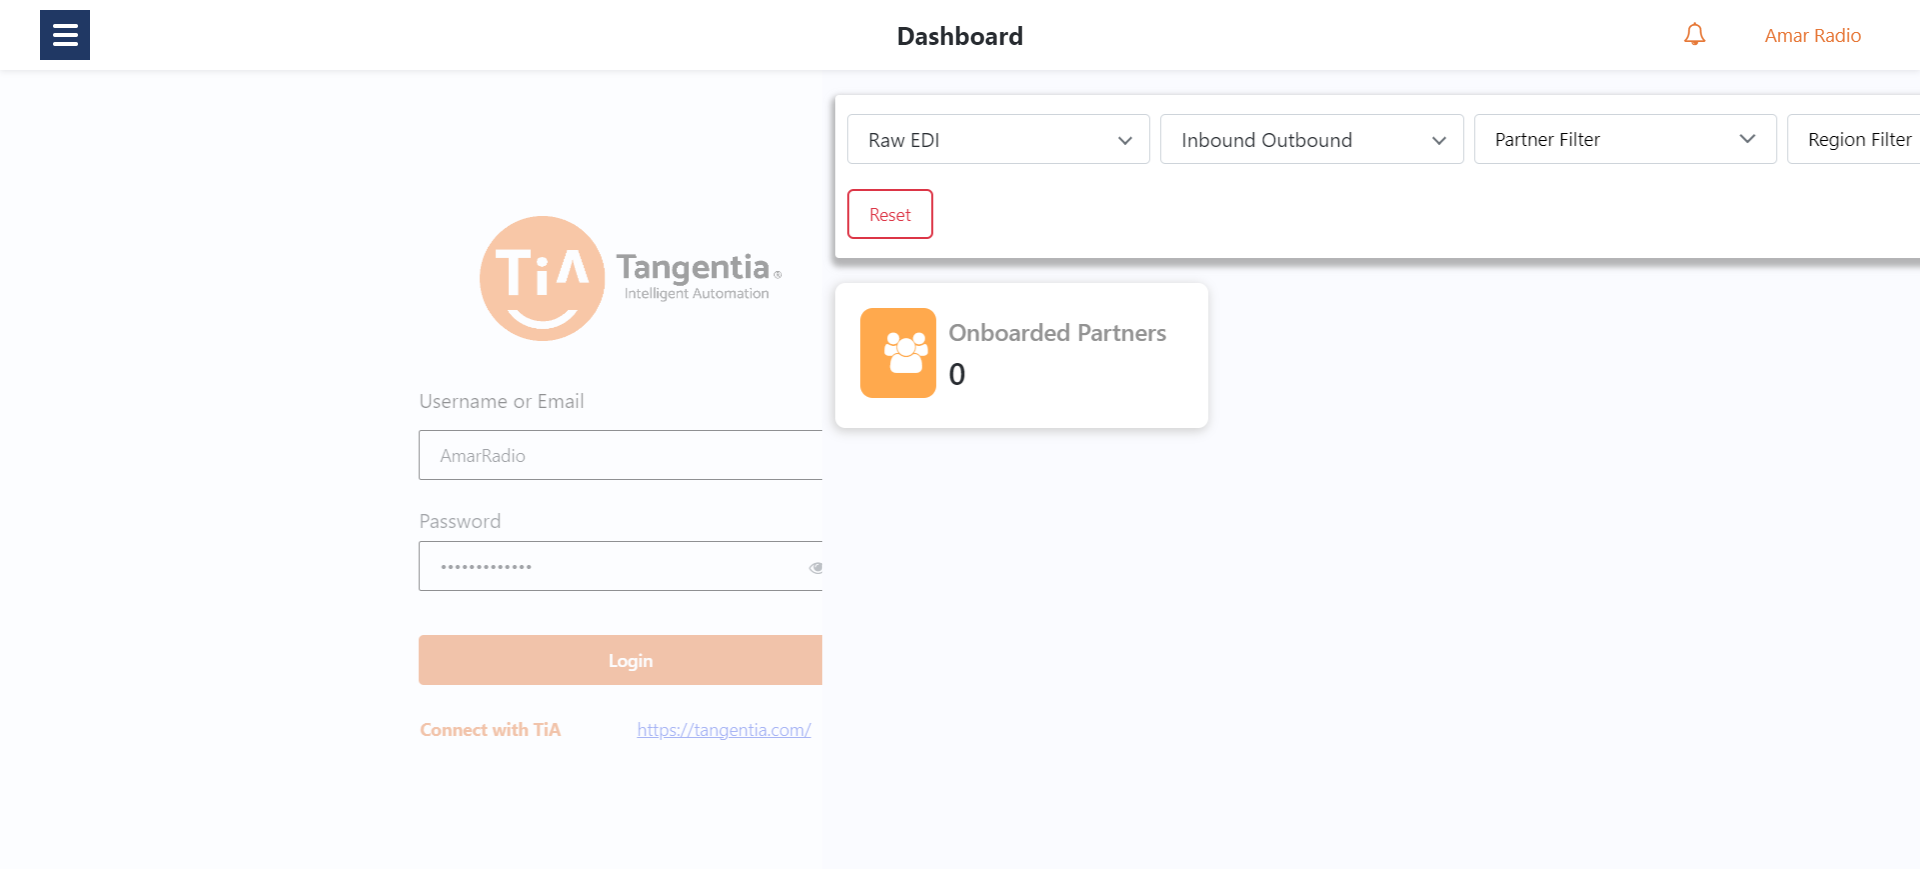 Dashboard
Amar Radio
Raw EDI
Inbound Outbound
Partner Filter
Region Filter
Reset
TiA
Tangentia®
Intelligent Automation
Onboarded Partners
0
Username or Email
AmarRadio
Password
•••••••••••••
Login
Connect with TiA
https://tangentia.com/